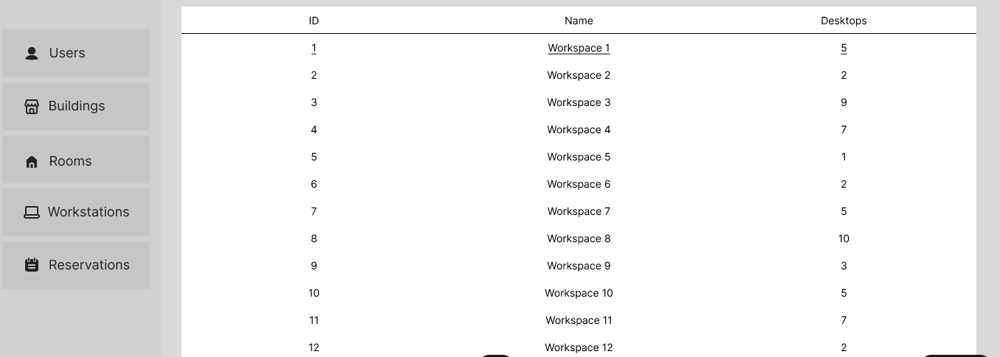 Users
Buildings
Rooms
Workstations
Reservations
ID Name Desktops
1 Workspace 1 5
2 Workspace 2 2
3 Workspace 3 9
4 Workspace 4 7
5 Workspace 5 1
6 Workspace 6 2
7 Workspace 7 5
8 Workspace 8 10
9 Workspace 9 3
10 Workspace 10 5
11 Workspace 11 7
12 Workspace 12 2